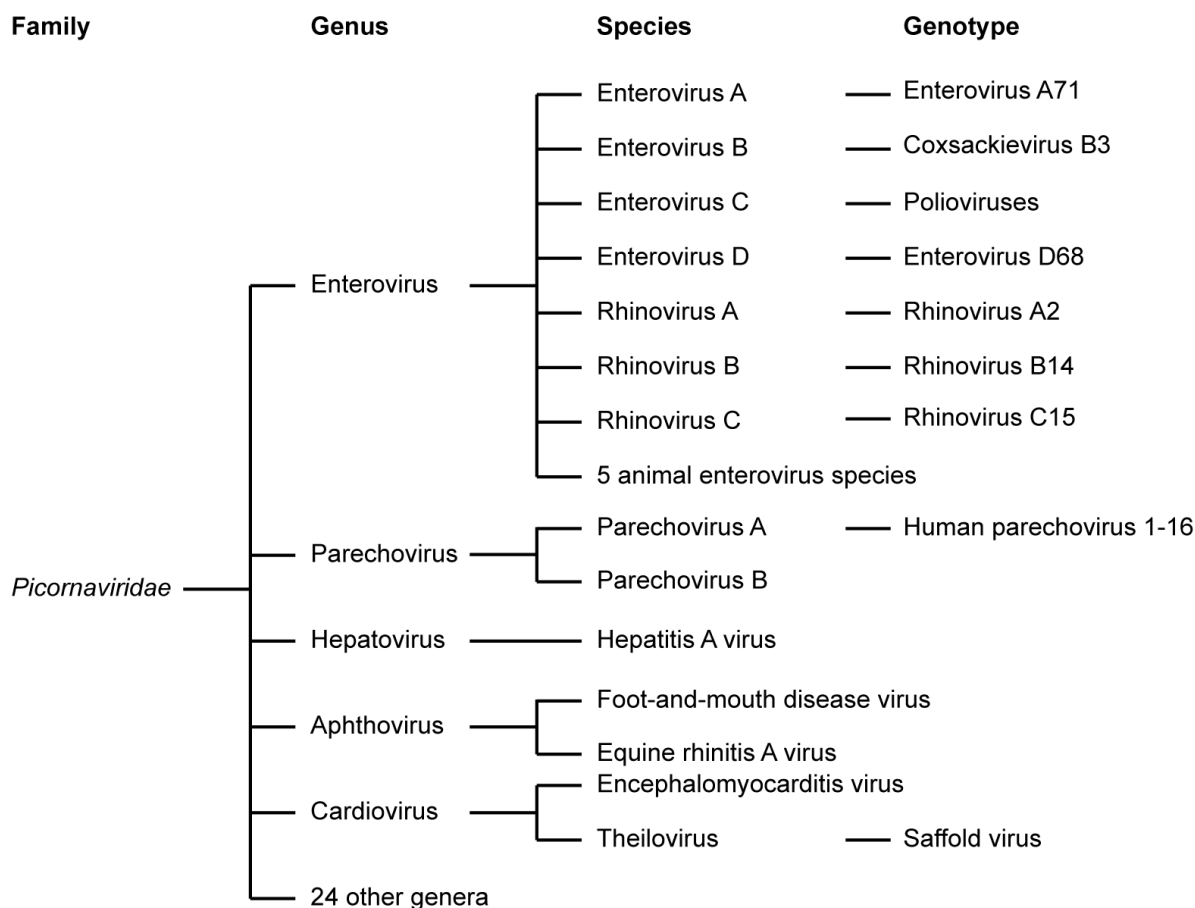 Family Genus Species Genotype
Enterovirus A Enterovirus A71
Enterovirus B Coxsackievirus B3
Enterovirus C Polioviruses
Enterovirus D Enterovirus D68
Enterovirus
Rhinovirus A Rhinovirus A2
Rhinovirus B Rhinovirus B14
Rhinovirus C Rhinovirus C15
5 animal enterovirus species
Parechovirus A Human parechovirus 1-16
Parechovirus
Parechovirus B
Picornaviridae
Hepatovirus Hepatitis A virus
Foot-and-mouth disease virus
Aphthovirus
Equine rhinitis A virus
Encephalomyocarditis virus
Cardiovirus
Theilovirus Saffold virus
24 other genera